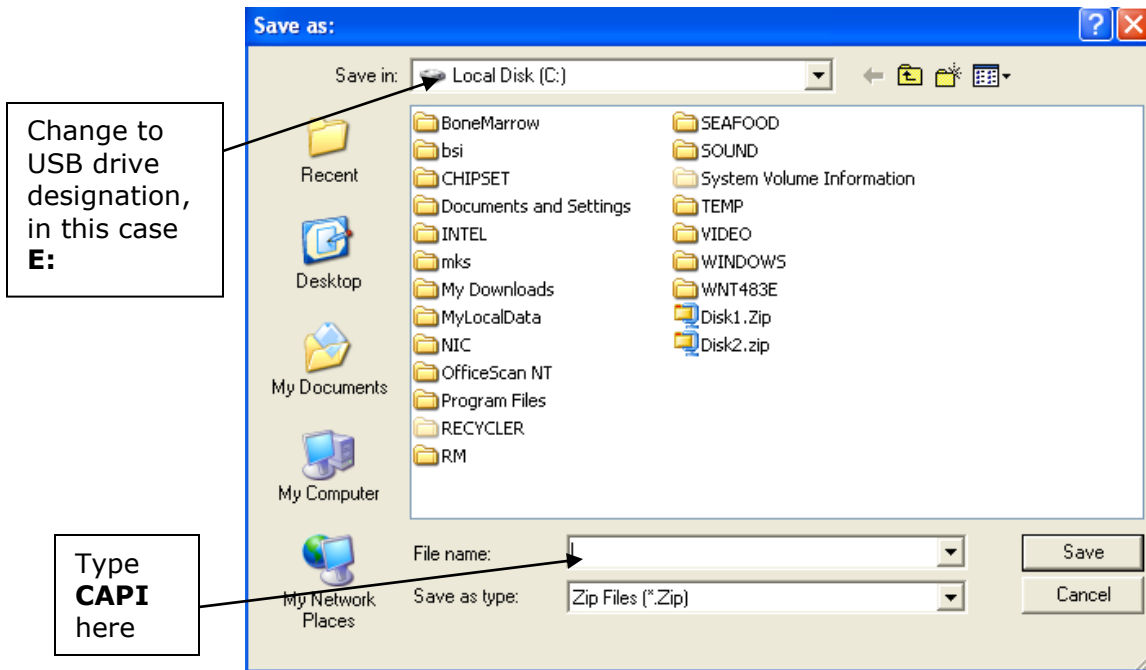 Save as:
Save in:
Local Disk (C:)
Change to
USB drive
designation,
in this case
E:
Recent
Desktop
My Documents
My Computer
My Network
Places
BoneMarrow
bsi
CHIPSET
Documents and Settings
INTEL
mks
My Downloads
MyLocalData
NIC
OfficeScan NT
Program Files
RECYCLER
RM
SEAFOOD
SOUND
System Volume Information
TEMP
VIDEO
WINDOWS
WNT483E
Disk1.Zip
Disk2.zip
Type
CAPI
here
File name:
Save
Save as type:
Zip Files (*.Zip)
Cancel